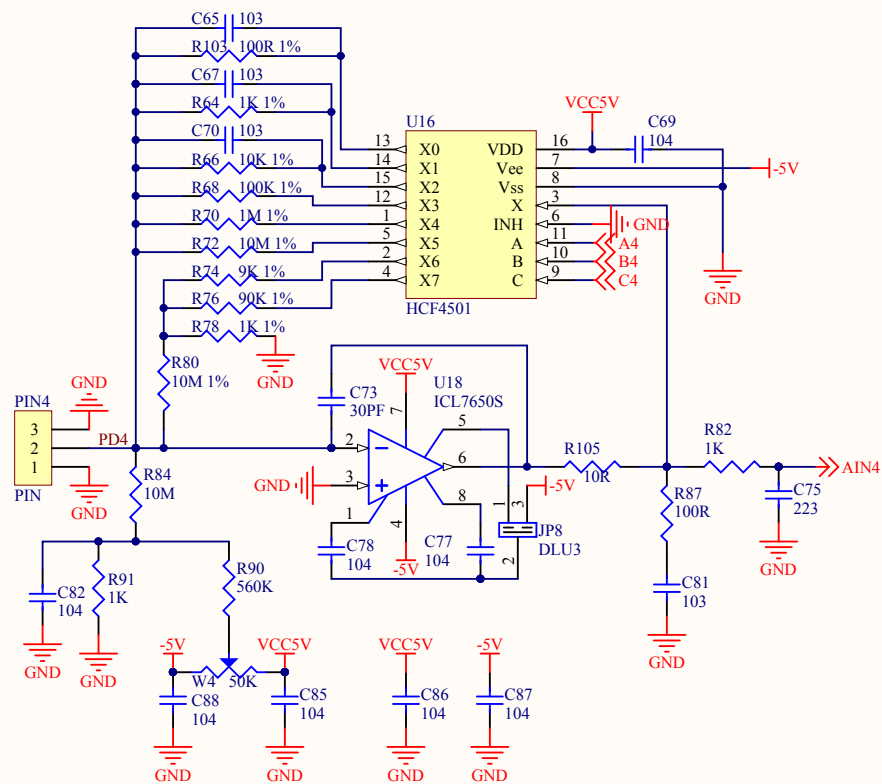 C65 103
R103 100R 1%
C67 103
R64 1K 1%
C70 103
R66 10K 1%
R68 100K 1%
R70 1M 1%
R72 10M 1%
R74 9K 1%
R76 90K 1%
R78 1K 1%
GND
R80
10M 1%
U16
13 X0 VDD 16
14 X1 Vee 7
15 X2 Vss 8
12 X3 X 3
1 X4 INH 6
5 X5 A 11
2 X6 B 10
4 X7 C 9
HCF4501
VCC5V
C69
104
-5V
GND
A4
B4
C4
GND
GND
PIN4
3
2
1
PIN
PD4
GND
R84
10M
C73
30PF
VCC5V
U18
ICL7650S
7
2
3
5
6
8
1
4
GND
-5V
C78
104
C77
104
1
3
2
-5V
JP8
DLU3
R105
10R
R82
1K
AIN4
R87
100R
C75
223
GND
C81
103
GND
C82
104
GND
R91
1K
GND
R90
560K
-5V
W4
50K
VCC5V
C88
104
GND
C85
104
GND
VCC5V
C86
104
GND
-5V
C87
104
GND